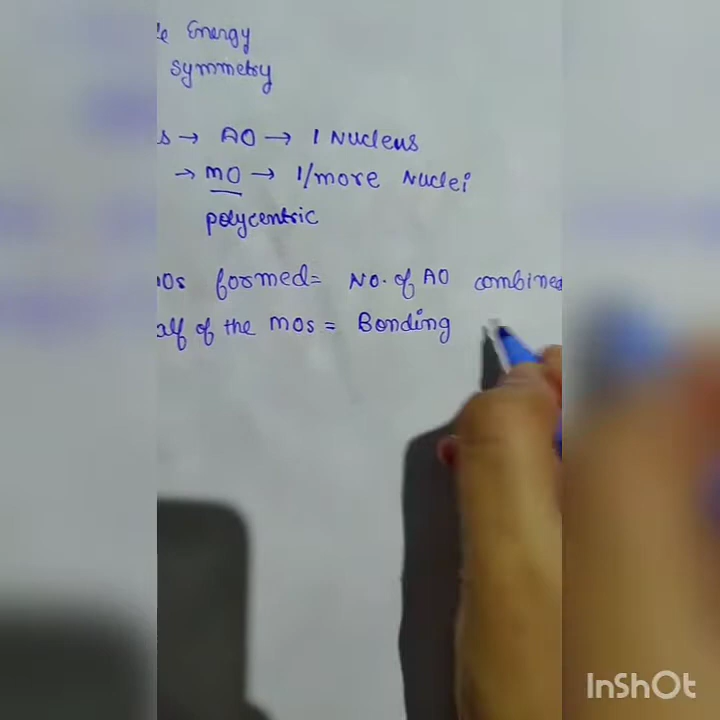 Energy
symmetry
→ AO → 1 Nucleus
→ MO → 1/more Nuclei
polycentric
formed= No. of AO combined
of the MOs = Bonding
InShOt